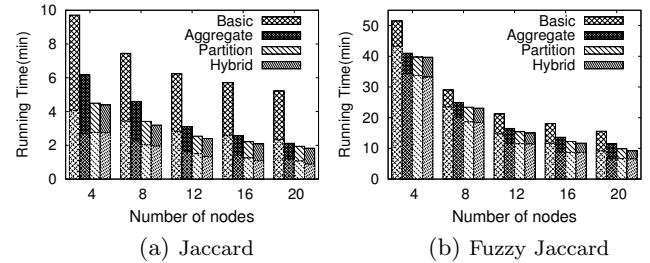 Running Time(min)
10
8
6
4
2
0
Basic
Aggregate
Partition
Hybrid
4 8 12 16 20
Number of nodes
(a) Jaccard
Running Time(min)
50
40
30
20
10
0
Basic
Aggregate
Partition
Hybrid
4 8 12 16 20
Number of nodes
(b) Fuzzy Jaccard